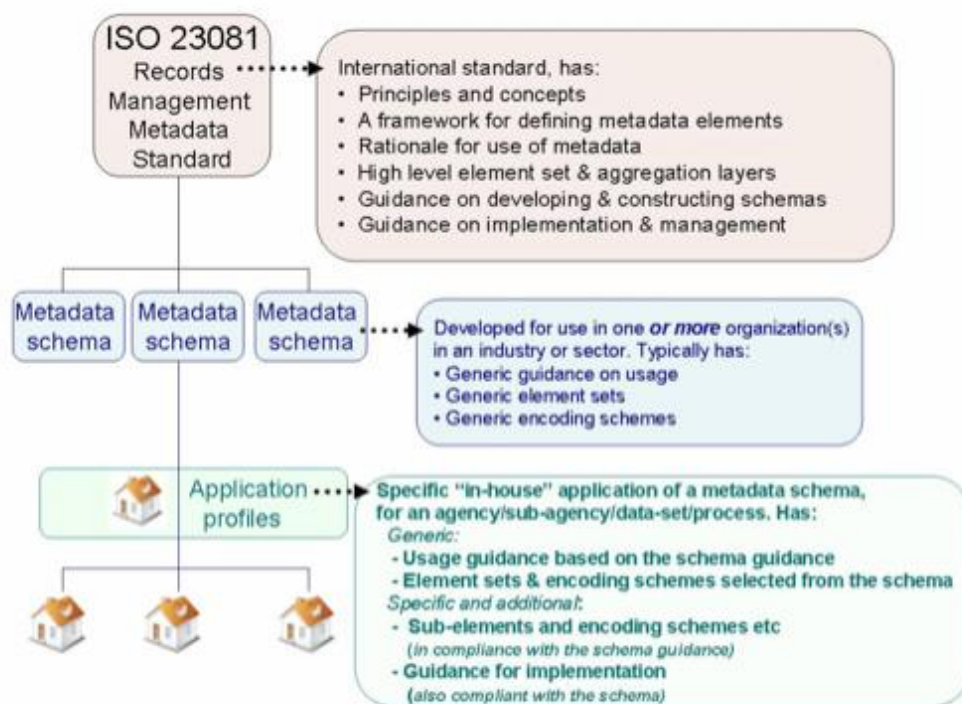 ISO 23081
Records
Management
Metadata
Standard
International standard, has:
• Principles and concepts
• A framework for defining metadata elements
• Rationale for use of metadata
• High level element set & aggregation layers
• Guidance on developing & constructing schemas
• Guidance on implementation & management
Metadata
schema
Metadata
schema
Metadata
schema
Developed for use in one or more organization(s)
in an industry or sector. Typically has:
• Generic guidance on usage
• Generic element sets
• Generic encoding schemes
Application
profiles
Specific “in-house” application of a metadata schema,
for an agency/sub-agency/data-set/process. Has:
Generic:
- Usage guidance based on the schema guidance
- Element sets & encoding schemes selected from the schema
Specific and additional:
- Sub-elements and encoding schemes etc
(in compliance with the schema guidance)
- Guidance for implementation
(also compliant with the schema)